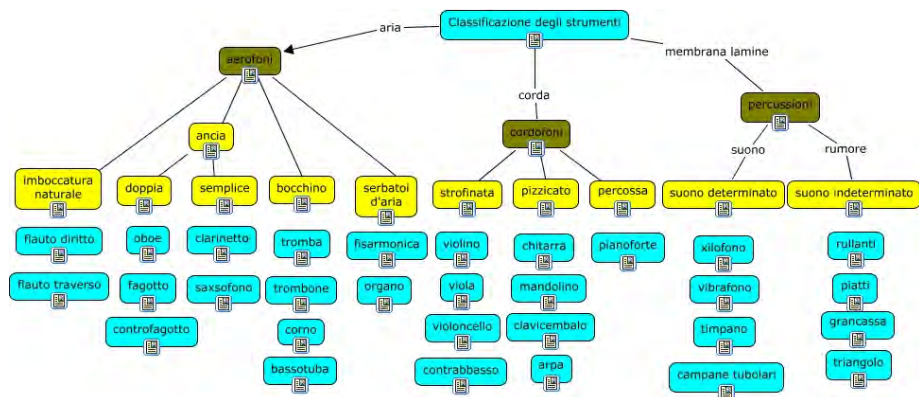 Classificazione degli strumenti
aria
membrana lamine
aerofoni
corda
percussioni
ancia
cordofoni
suono
rumore
imboccatura
naturale
doppia
semplice
bocchino
serbatoi
d'aria
strofinata
pizzicato
percossa
suono determinato
suono indeterminato
flauto diritto
oboe
clarinetto
tromba
fisarmonica
violino
chitarra
pianoforte
xilofono
rullanti
flauto traverso
fagotto
saxsofono
trombone
organo
viola
mandolino
vibrafono
piatti
controfagotto
corno
violoncello
clavicembalo
timpano
grancassa
bassotuba
contrabbasso
arpa
campane tubolari
triangolo